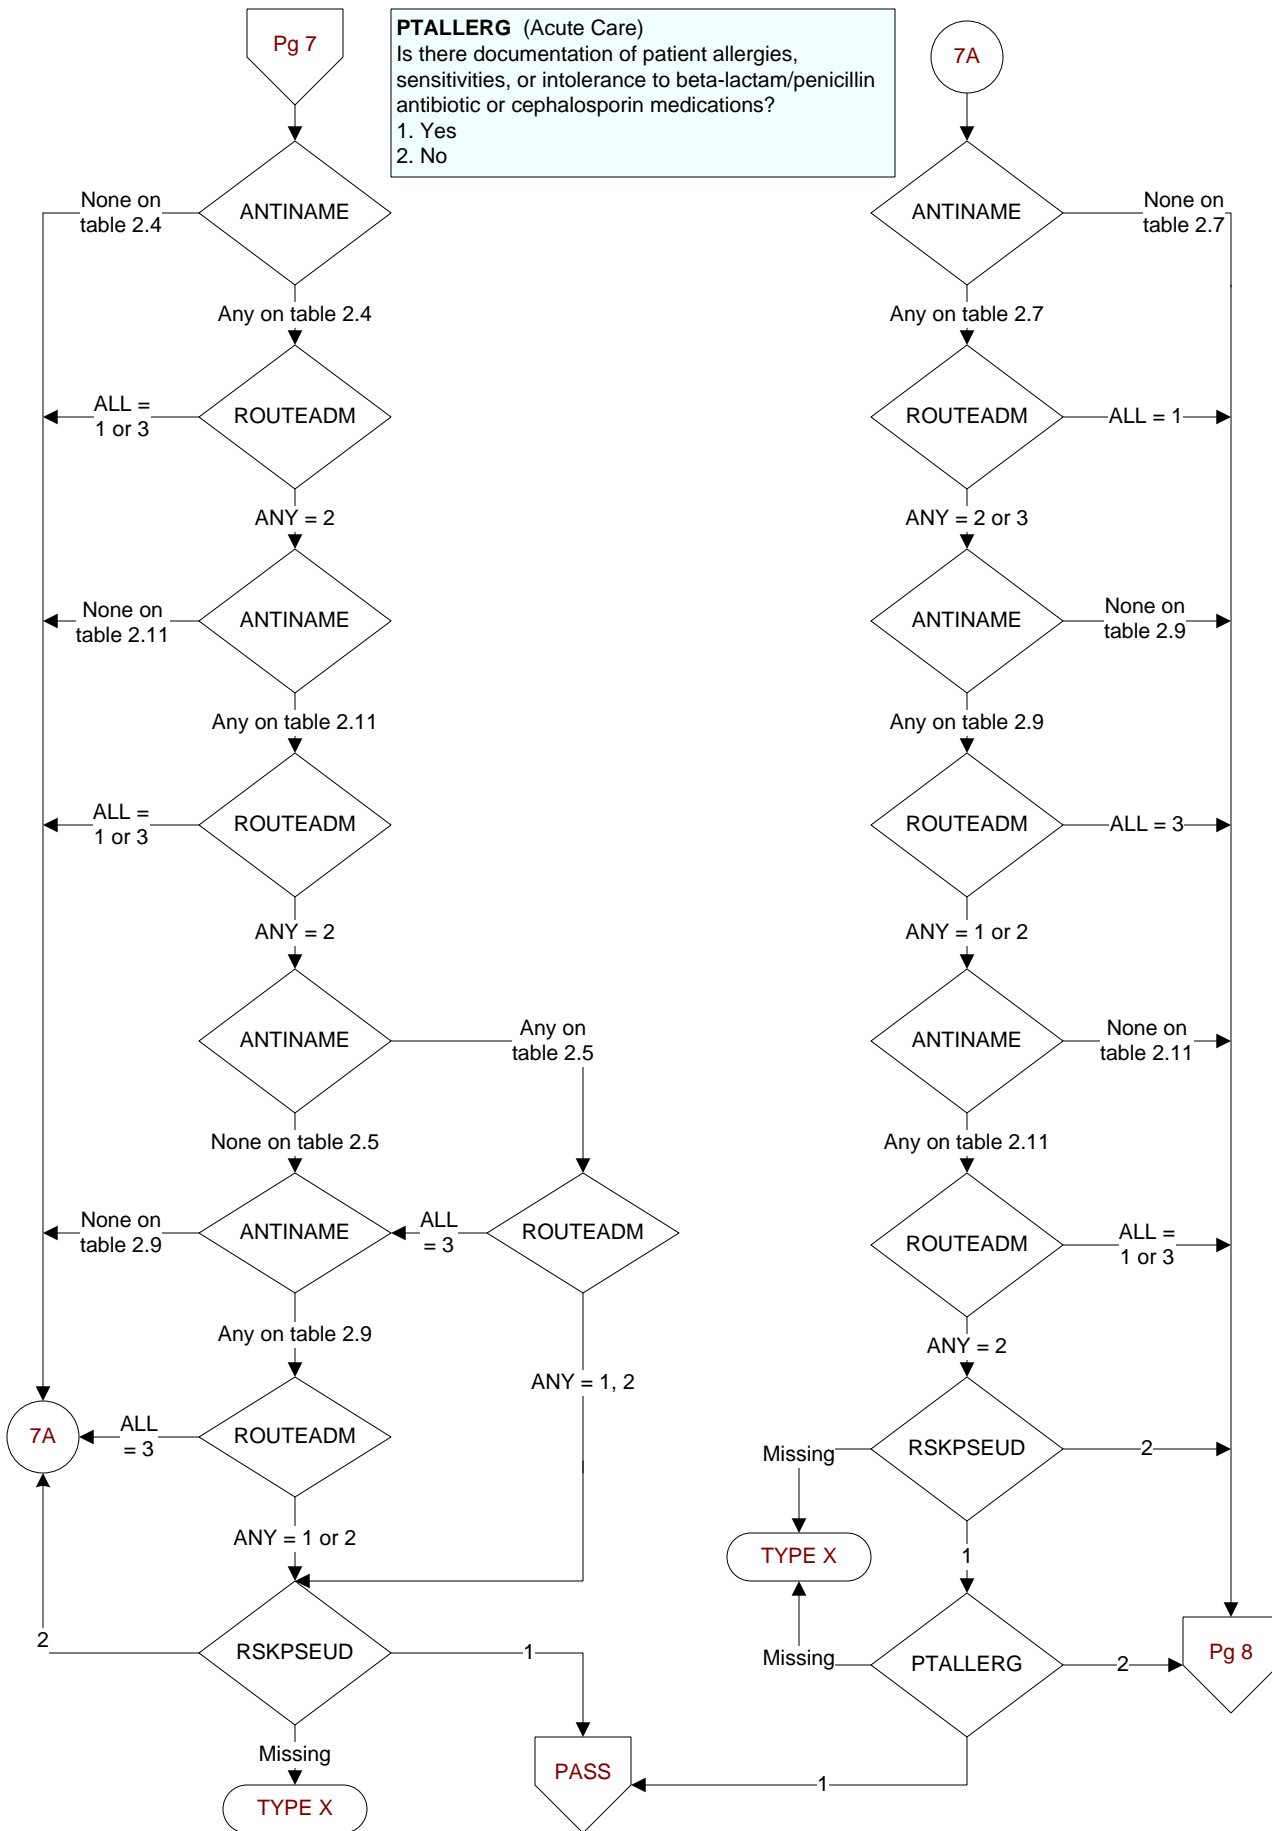 Pg 7
PTALLERG (Acute Care)
Is there documentation of patient allergies,
sensitivities, or intolerance to beta-lactam/penicillin
antibiotic or cephalosporin medications?
1. Yes
2. No
7A
None on
table 2.4
ANTINAME
Any on table 2.4
ALL =
1 or 3
ROUTEADM
ANY = 2
None on
table 2.11
ANTINAME
Any on table 2.11
ALL =
1 or 3
ROUTEADM
ANY = 2
ANTINAME
Any on
table 2.5
None on table 2.5
None on
table 2.9
ANTINAME
ALL
= 3
ROUTEADM
Any on table 2.9
ANY = 1, 2
7A
ALL
= 3
ROUTEADM
ANY = 1 or 2
2
RSKPSEUD
1
Missing
TYPE X
PASS
ANTINAME
None on
table 2.7
Any on table 2.7
ROUTEADM
ALL = 1
ANY = 2 or 3
ANTINAME
None on
table 2.9
Any on table 2.9
ROUTEADM
ALL = 3
ANY = 1 or 2
ANTINAME
None on
table 2.11
Any on table 2.11
ROUTEADM
ALL =
1 or 3
ANY = 2
Missing
RSKPSEUD
2
TYPE X
1
Missing
PTALLERG
2
Pg 8
1